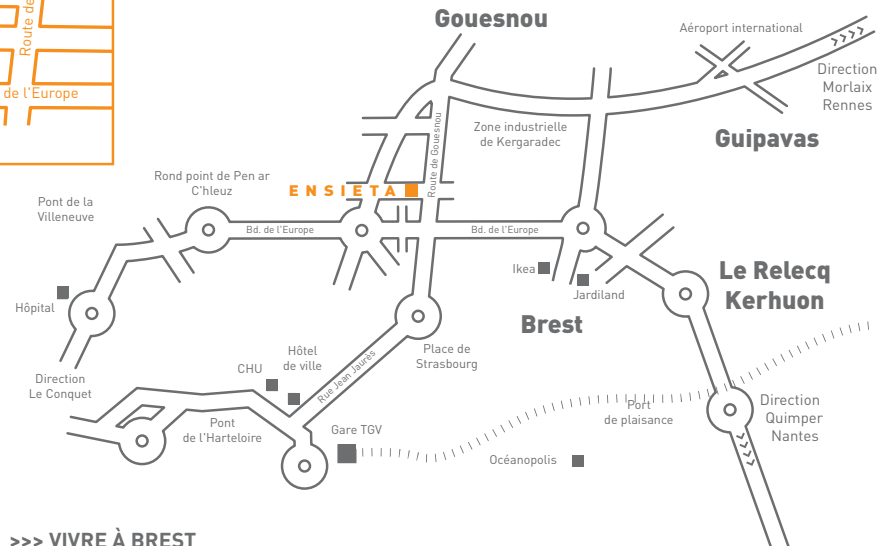 Route de
de l'Europe
Gouesnou
Aéroport international
Direction
Morlaix
Rennes
Zone industrielle
de Kergaradec
Guipavas
Route de Gouesnou
Rond point de Pen ar
C'hleuz
ENSIETA
Pont de la
Villeneuve
Bd. de l'Europe
Bd. de l'Europe
Ikea
Jardiland
Le Relecq
Kerhuon
Hôpital
Brest
Place de
Strasbourg
Hôtel
de ville
CHU
Rue Jean Jaurès
Direction
Le Conquet
Pont
de l'Harteloire
Gare TGV
Port
de plaisance
Direction
Quimper
Nantes
Océanopolis
>>> VIVRE À BREST